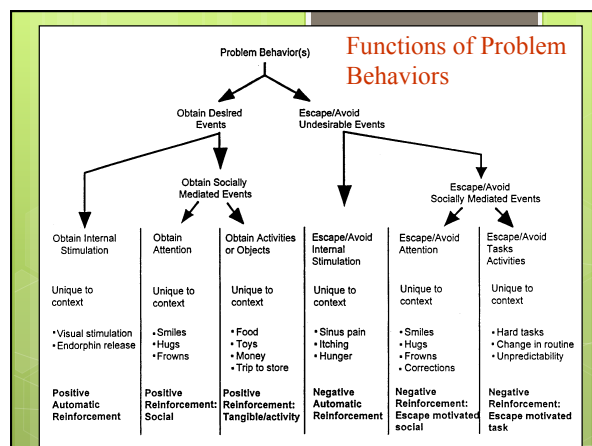 Functions of Problem
Behaviors
Problem Behavior(s)
Obtain Desired
Events
Escape/Avoid
Undesirable Events
Obtain Socially
Mediated Events
Escape/Avoid
Socially Mediated Events
Obtain Internal
Stimulation
Unique to
context
•Visual stimulation
•Endorphin release
Positive
Automatic
Reinforcement
Obtain
Attention
Unique to
context
•Smiles
•Hugs
•Frowns
Positive
Reinforcement:
Social
Obtain Activities
or Objects
Unique to
context
• Food
• Toys
• Money
• Trip to store
Positive
Reinforcement:
Tangible/activity
Escape/Avoid
Internal
Stimulation
Unique to
context
• Sinus pain
• Itching
• Hunger
Negative
Automatic
Reinforcement
Escape/Avoid
Attention
Unique to
context
• Smiles
• Hugs
• Frowns
• Corrections
Negative
Reinforcement:
Escape motivated
social
Escape/Avoid
Tasks
Activities
Unique to
context
• Hard tasks
• Change in routine
• Unpredictability
Negative
Reinforcement:
Escape motivated
task